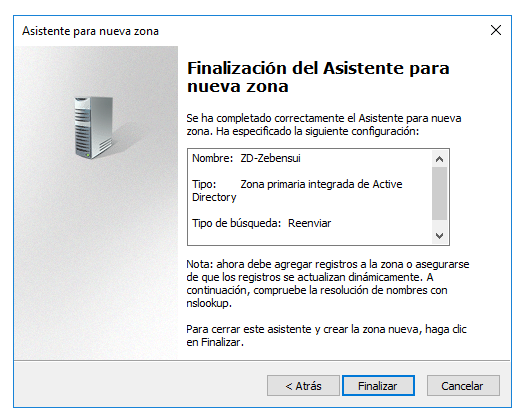 Asistente para nueva zona
Finalización del Asistente para
nueva zona
Se ha completado correctamente el Asistente para nueva
zona. Ha especificado la siguiente configuración:
Nombre: ZD-Zebensui
Tipo: Zona primaria integrada de Active
Directory
Tipo de búsqueda: Reenviar
Nota: ahora debe agregar registros a la zona o asegurarse
de que los registros se actualizan dinámicamente. A
continuación, compruebe la resolución de nombres con
nslookup.
Para cerrar este asistente y crear la zona nueva, haga clic
en Finalizar.
< Atrás Finalizar Cancelar